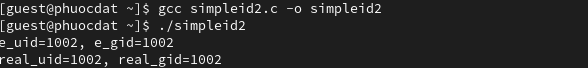 [guest@phuocdat ~]$ gcc simpleid2.c -o simpleid2
[guest@phuocdat ~]$ ./simpleid2
e_uid=1002, e_gid=1002
real_uid=1002, real_gid=1002